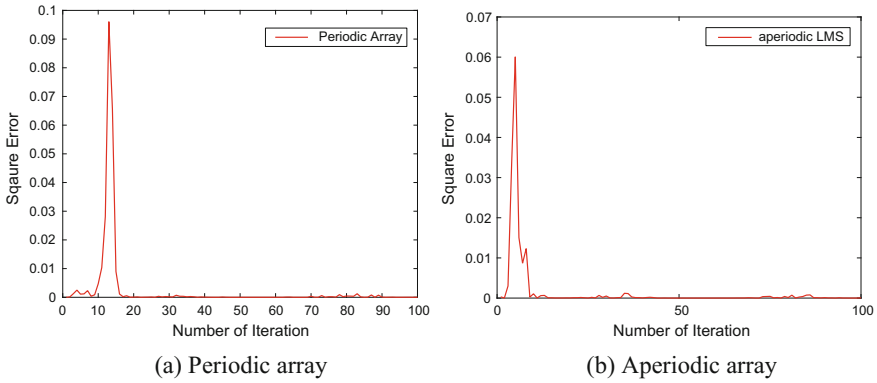 0.1
0.09
0.08
0.07
0.06
0.05
0.04
0.03
0.02
0.01
0
Sqaure Error
Periodic Array
0 10 20 30 40 50 60 70 80 90 100
Number of Iteration
(a) Periodic array
0.07
0.06
0.05
0.04
0.03
0.02
0.01
0
Square Error
aperiodic LMS
0 50 100
Number of Iteration
(b) Aperiodic array